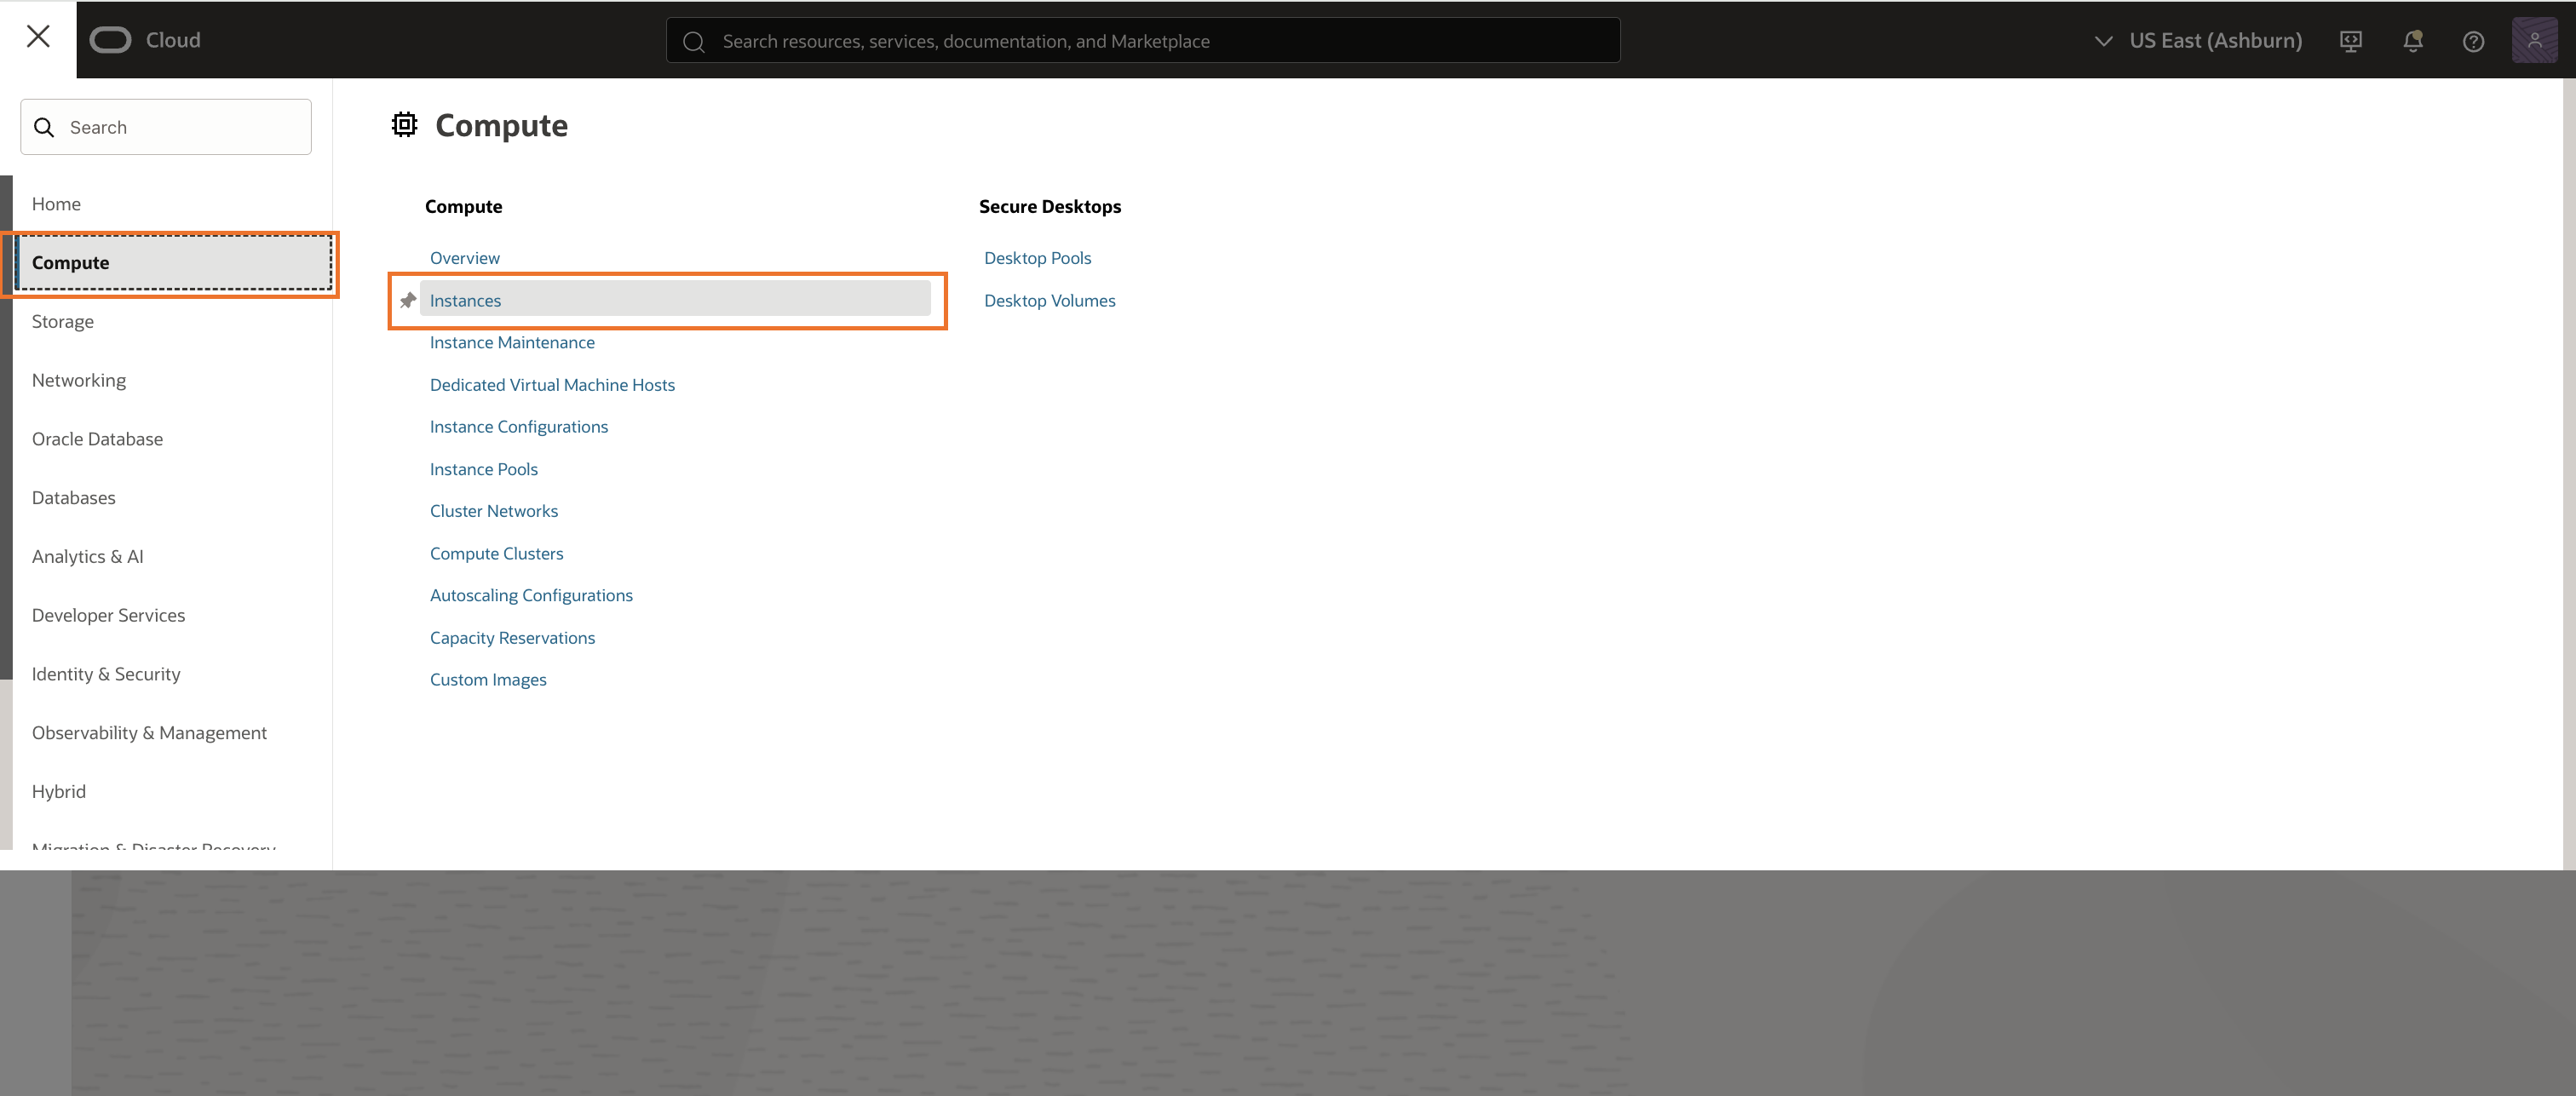 Cloud
Search resources, services, documentation, and Marketplace
US East (Ashburn)
Search
Home
Compute
Storage
Networking
Oracle Database
Databases
Analytics & AI
Developer Services
Identity & Security
Observability & Management
Hybrid
Migration & Disaster Recovery
Compute
Compute
Overview
Instances
Instance Maintenance
Dedicated Virtual Machine Hosts
Instance Configurations
Instance Pools
Cluster Networks
Compute Clusters
Autoscaling Configurations
Capacity Reservations
Custom Images
Secure Desktops
Desktop Pools
Desktop Volumes